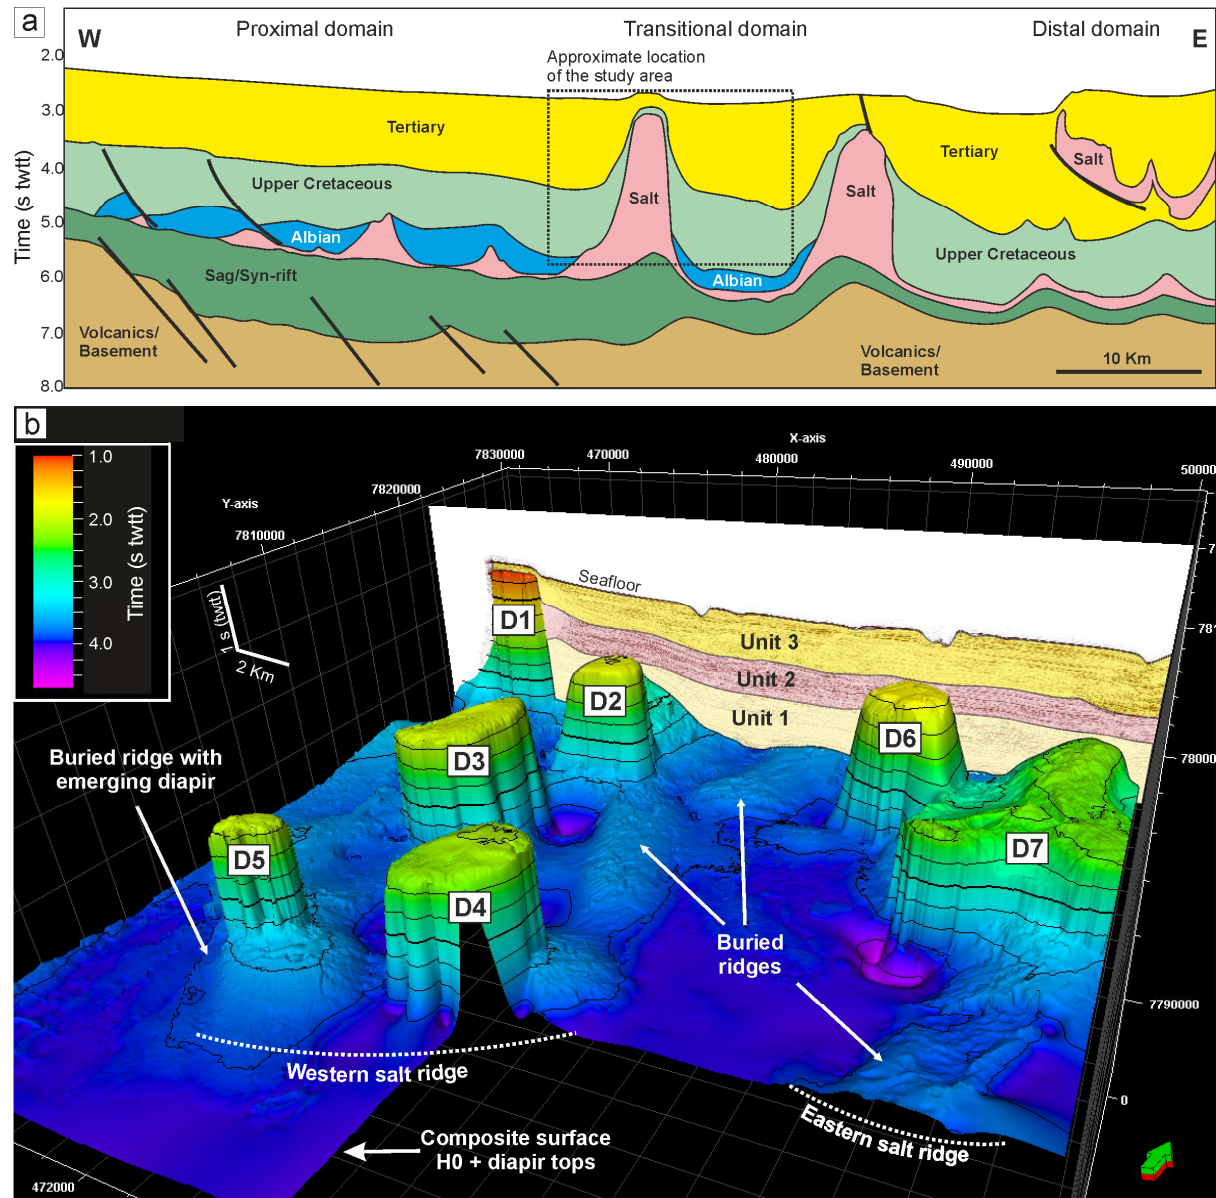 a
W
Proximal domain
Transitional domain
Distal domain
E
Approximate location
of the study area
Time (s twtt)
2.0
3.0
4.0
5.0
6.0
7.0
8.0
Tertiary
Tertiary
Salt
Upper Cretaceous
Salt
Salt
Albian
Upper Cretaceous
Sag/Syn-rift
Albian
Volcanics/
Basement
Volcanics/
Basement
10 Km
b
1.0
2.0
3.0
4.0
Time (s twtt)
X-axis
7830000
470000
480000
490000
50000
Y-axis
7820000
7810000
1 s (twtt)
2 Km
Seafloor
D1
Unit 3
Unit 2
Unit 1
D2
D3
D6
Buried ridge with
emerging diapir
D5
D7
D4
Buried
ridges
Western salt ridge
Eastern salt ridge
Composite surface
H0 + diapir tops
7
781
78000
7790000
0
472000